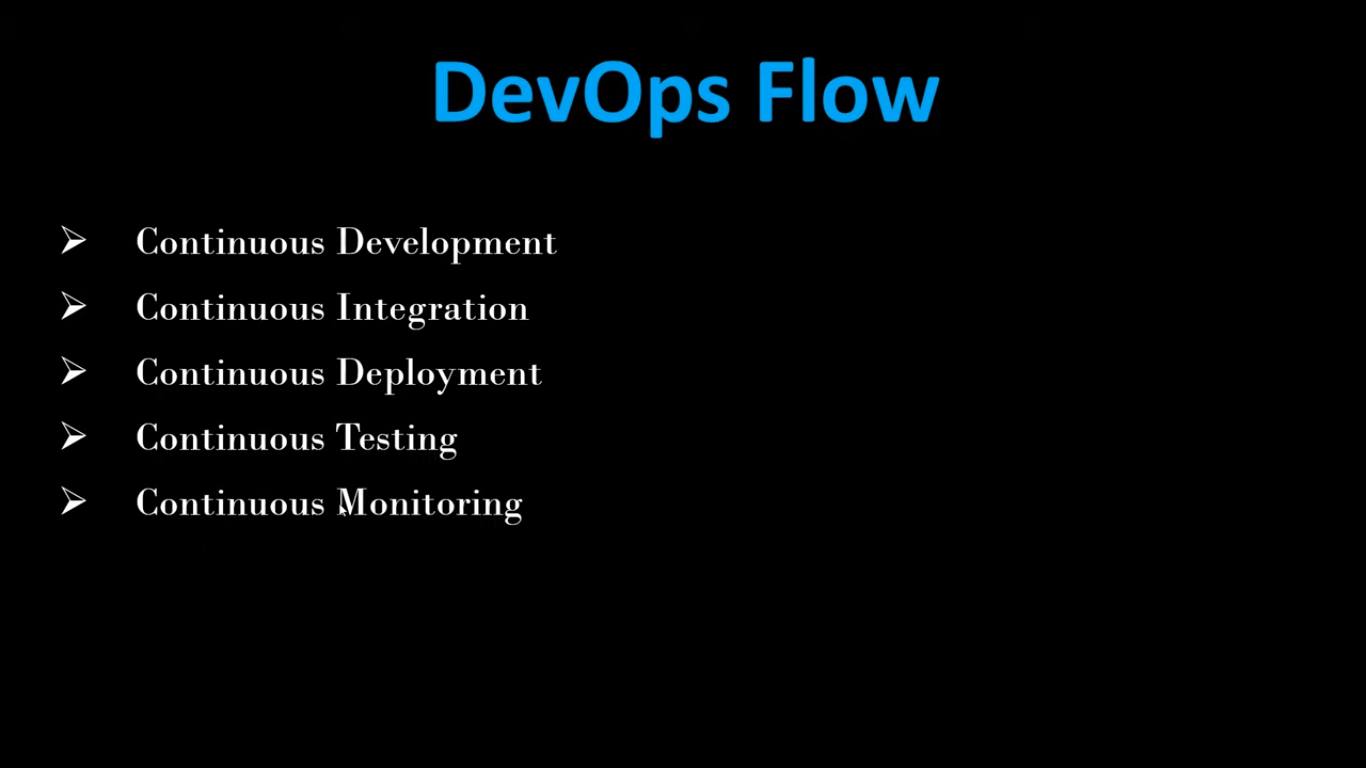 DevOps Flow
➢ Continuous Development
➢ Continuous Integration
➢ Continuous Deployment
➢ Continuous Testing
➢ Continuous Monitoring